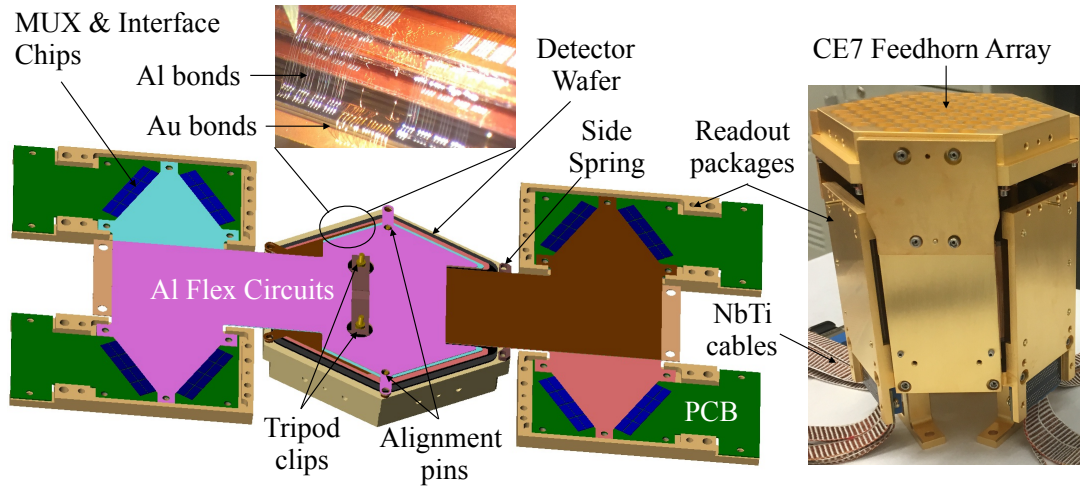 MUX & Interface
Chips
Al bonds
Au bonds
Detector
Wafer
Side
Spring
Readout
packages
CE7 Feedhorn Array
Al Flex Circuits
NbTi
cables
PCB
Tripod
clips
Alignment
pins